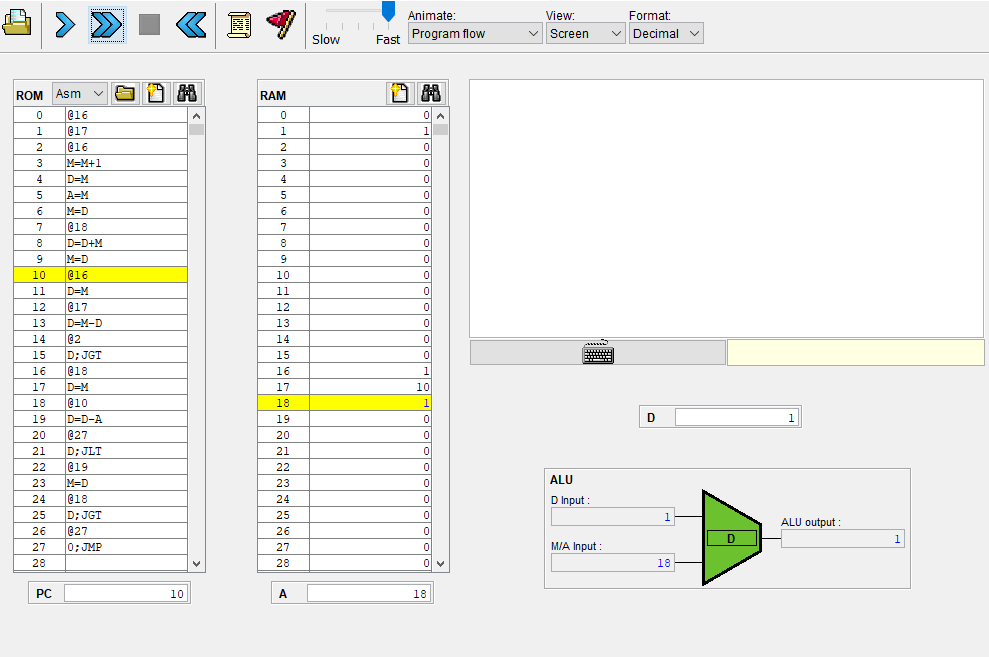 Animate: View: Format:
Slow Fast Program flow Screen Decimal
ROM Asm
0 @16
1 @17
2 @16
3 M=M+1
4 D=M
5 A=M
6 M=D
7 @18
8 D=D+M
9 M=D
10 @16
11 D=M
12 @17
13 D=M-D
14 @2
15 D;JGT
16 @18
17 D=M
18 @10
19 D=D-A
20 @27
21 D;JLT
22 @19
23 M=D
24 @18
25 D;JGT
26 @27
27 0;JMP
28
PC 10
RAM
0 0
1 1
2 0
3 0
4 0
5 0
6 0
7 0
8 0
9 0
10 0
11 0
12 0
13 0
14 0
15 0
16 1
17 10
18 1
19 0
20 0
21 0
22 0
23 0
24 0
25 0
26 0
27 0
28 0
A 18
D 1
ALU
D Input :
1
M/A Input :
18
D
ALU output :
1